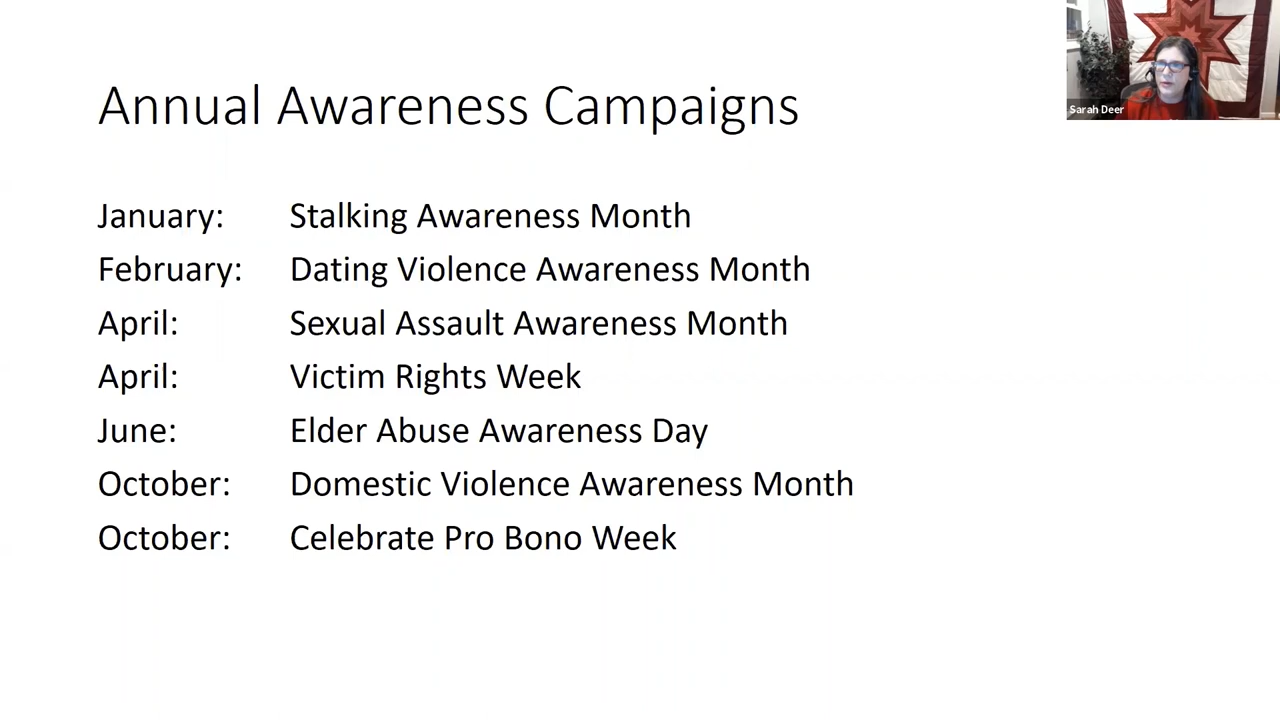 Annual Awareness Campaigns
Sarah Deer
January: Stalking Awareness Month
February: Dating Violence Awareness Month
April: Sexual Assault Awareness Month
April: Victim Rights Week
June: Elder Abuse Awareness Day
October: Domestic Violence Awareness Month
October: Celebrate Pro Bono Week